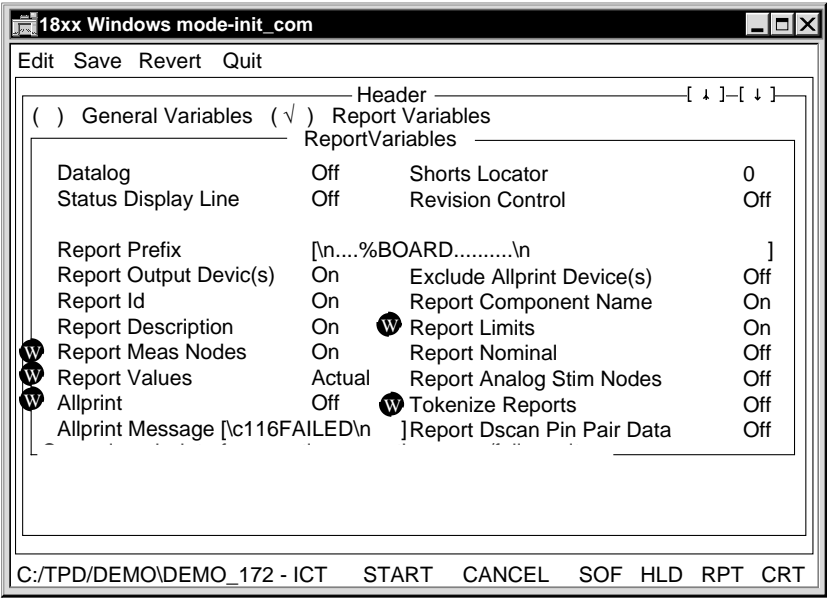 18xx Windows mode-init_com
Edit Save Revert Quit
Header [ ↓ ]–[ ↓ ]
( ) General Variables ( √ ) Report Variables
ReportVariables
Datalog Off Shorts Locator 0
Status Display Line Off Revision Control Off
Report Prefix [\n....%BOARD..........\n ]
Report Output Devic(s) On Exclude Allprint Device(s) Off
Report Id On Report Component Name On
Report Description On W Report Limits On
W Report Meas Nodes On Report Nominal Off
W Report Values Actual Report Analog Stim Nodes Off
W Allprint Off W Tokenize Reports Off
Allprint Message [\c116FAILED\n ]Report Dscan Pin Pair Data Off
C:/TPD/DEMO\DEMO_172 - ICT START CANCEL SOF HLD RPT CRT